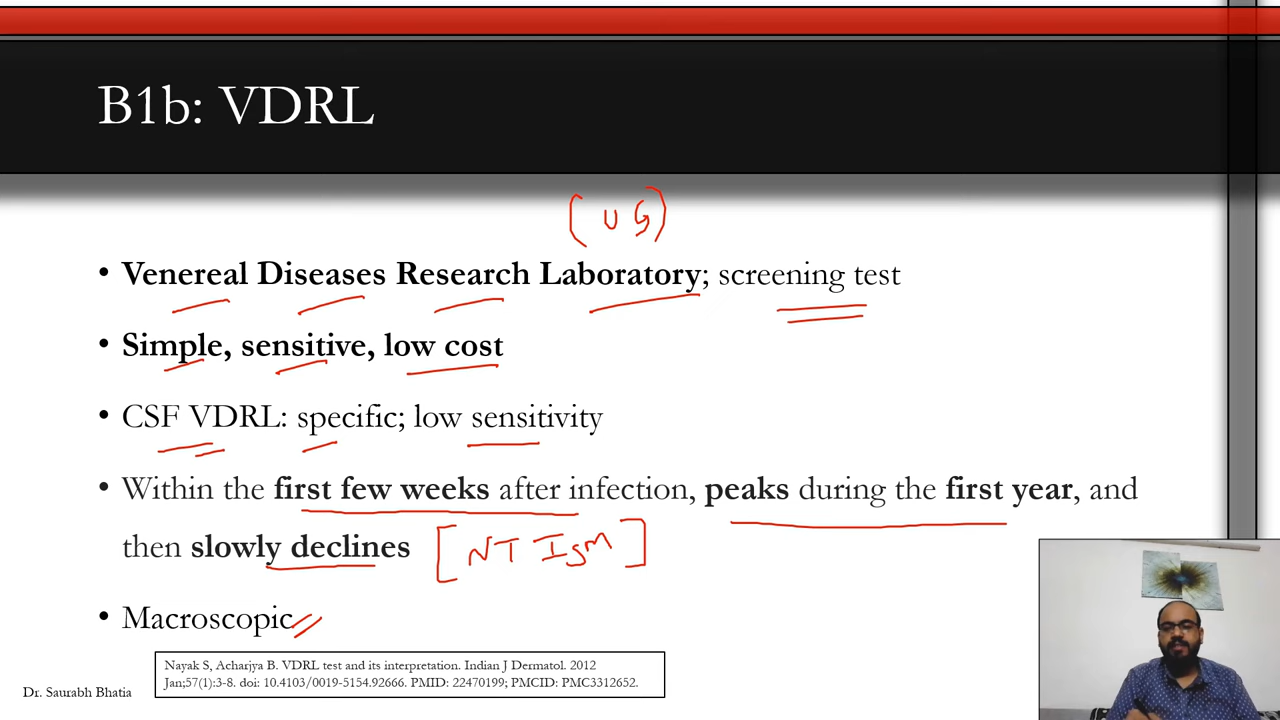 B1b: VDRL
(UG)
• Venereal Diseases Research Laboratory; screening test
• Simple, sensitive, low cost
• CSF VDRL: specific; low sensitivity
• Within the first few weeks after infection, peaks during the first year, and
then slowly declines [NT IgM]
• Macroscopic
Nayak S, Acharjya B. VDRL test and its interpretation. Indian J Dermatol. 2012
Jan;57(1):3-8. doi: 10.4103/0019-5154.92666. PMID: 22470199; PMCID: PMC3312652.
Dr. Saurabh Bhatia